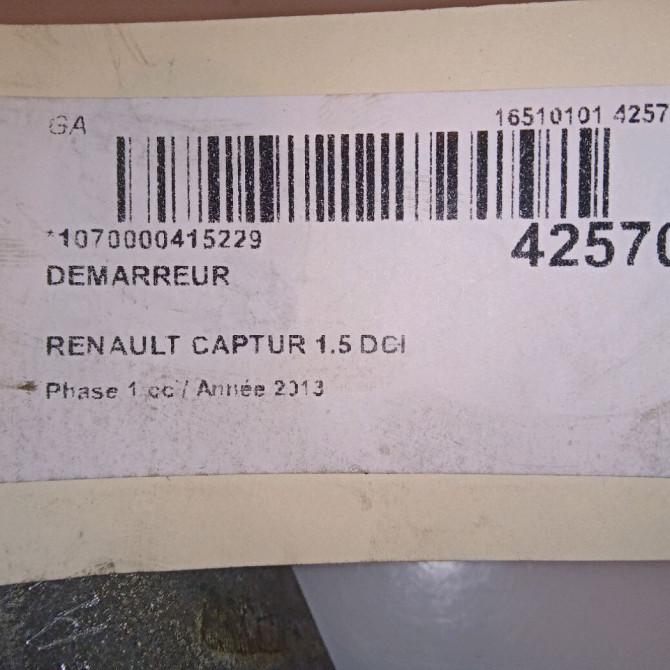 GA 16510101 4257
*1070000415229 42570
DEMARREUR
RENAULT CAPTUR 1.5 DCI
Phase 1 cc / Année 2013